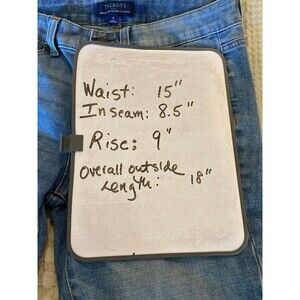 TALBOTS
Waist: 15"
Inseam: 8.5"
Rise: 9"
Overall outside
Length: 18"